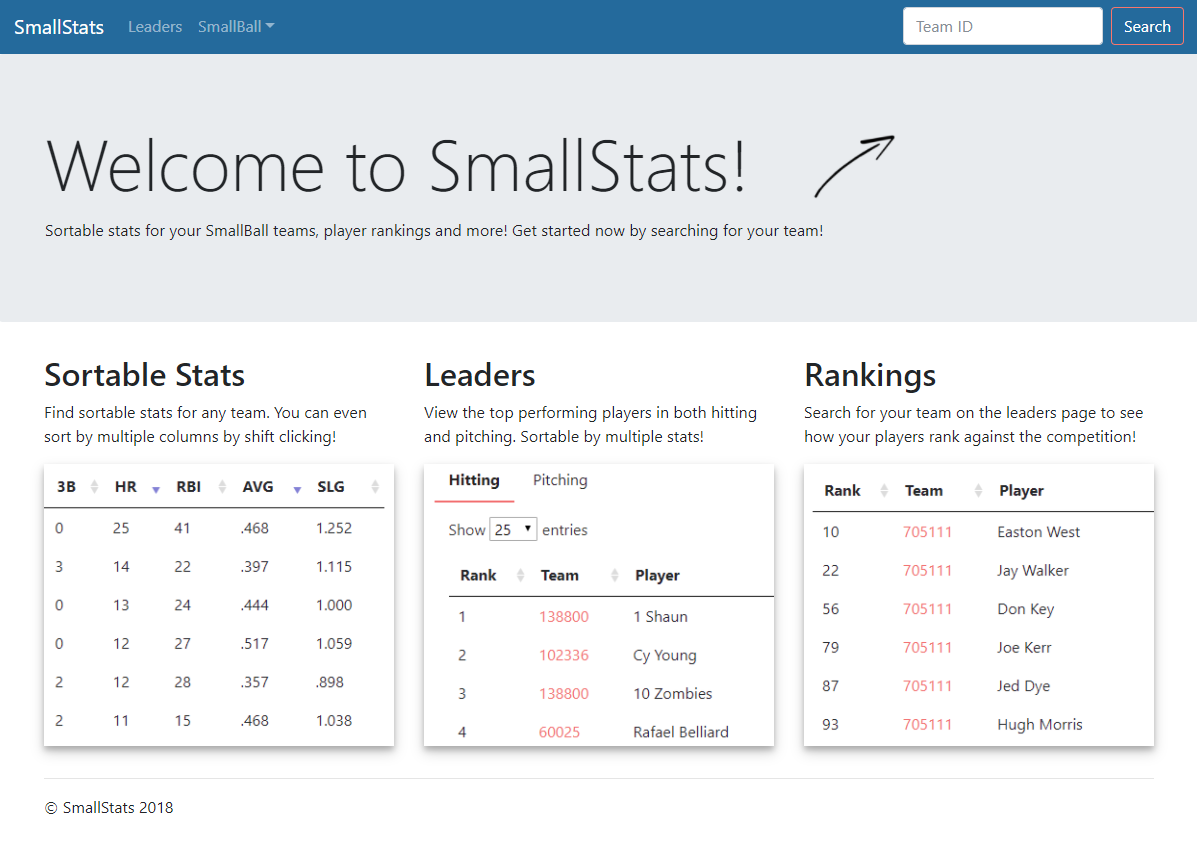 SmallStats Leaders SmallBall Team ID Search
Welcome to SmallStats!
Sortable stats for your SmallBall teams, player rankings and more! Get started now by searching for your team!
Sortable Stats
Find sortable stats for any team. You can even
sort by multiple columns by shift clicking!
3B HR RBI AVG SLG
0 25 41 .468 1.252
3 14 22 .397 1.115
0 13 24 .444 1.000
0 12 27 .517 1.059
2 12 28 .357 .898
2 11 15 .468 1.038
Leaders
View the top performing players in both hitting
and pitching. Sortable by multiple stats!
Hitting Pitching
Show 25 entries
Rank Team Player
1 138800 1 Shaun
2 102336 Cy Young
3 138800 10 Zombies
4 60025 Rafael Belliard
Rankings
Search for your team on the leaders page to see
how your players rank against the competition!
Rank Team Player
10 705111 Easton West
22 705111 Jay Walker
56 705111 Don Key
79 705111 Joe Kerr
87 705111 Jed Dye
93 705111 Hugh Morris
© SmallStats 2018